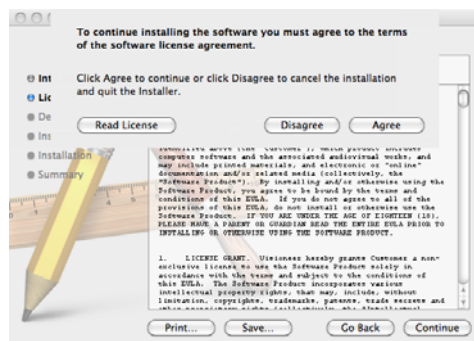 To continue installing the software you must agree to the terms
of the software license agreement.
Click Agree to continue or click Disagree to cancel the installation
and quit the Installer.
Read License
Disagree
Agree
Int
Lic
De
Ins
Installation
Summary
computer software and the associated audiovisual works, and
may include printed materials, and electronic or "online"
documentation and/or related media (collectively, the
"Software Product"). By installing and/or otherwise using the
Software Product, you agree to be bound by the terms and
conditions of this EULA. If you do not agree to all of the
provisions of this EULA, do not install or otherwise use the
Software Product. IF YOU ARE UNDER THE AGE OF EIGHTEEN (18),
PLEASE HAVE A PARENT OR GUARDIAN READ THE ENTIRE EULA PRIOR TO
INSTALLING OR OTHERWISE USING THE SOFTWARE PRODUCT.
1. LICENSE GRANT. Visioneer hereby grants Customer a non-
exclusive license to use the Software Product solely in
accordance with the terms and subject to the conditions of
this EULA. The Software Product incorporates various
intellectual property rights, that may, include, without
limitation, copyrights, trademarks, patents, trade secrets and
Print...
Save...
Go Back
Continue